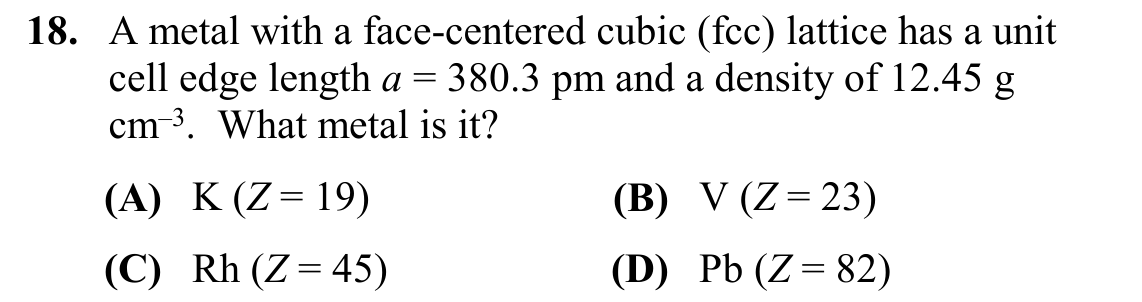 18. A metal with a face-centered cubic (fcc) lattice has a unit
cell edge length a = 380.3 pm and a density of 12.45 g
cm⁻³. What metal is it?
(A) K (Z = 19) (B) V (Z = 23)
(C) Rh (Z = 45) (D) Pb (Z = 82)